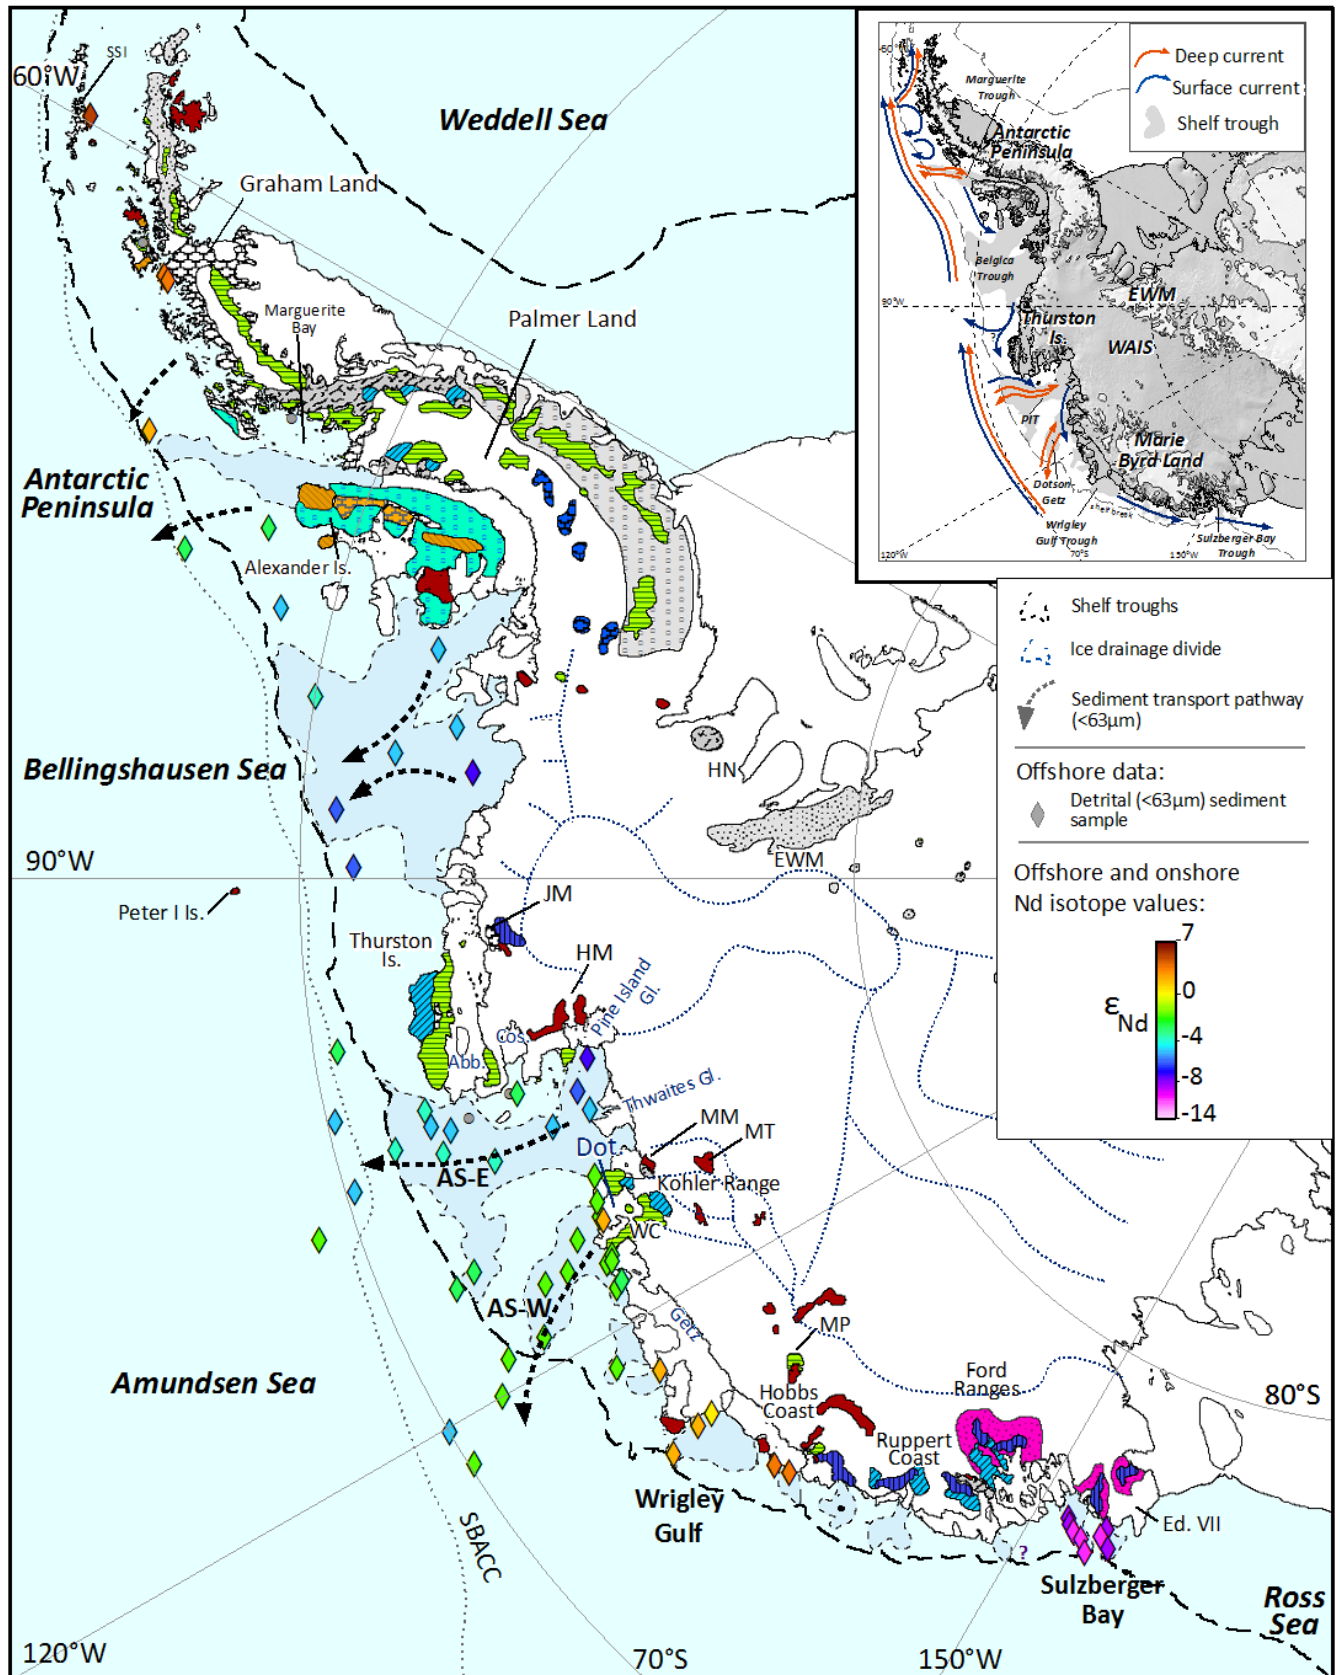 SSI
60°W
Weddell Sea
Graham Land
Marguerite
Bay
Palmer Land
Antarctic
Peninsula
Alexander Is.
Bellingshausen Sea
HN
EWM
90°W
Peter I Is.
JM
Thurston
Is.
HM
Pine Island
Gl.
Cos.
Abb.
Thwaites Gl.
MM
MT
Dot.
Kohler Range
AS-E
WC
AS-W
Getz
MP
Amundsen Sea
Hobbs
Coast
Ford
Ranges
80°S
Ruppert
Coast
Wrigley
Gulf
SBACC
Ed. VII
?
Sulzberger
Bay
Ross
Sea
120°W
70°S
150°W
60°W
Marguerite
Trough
Antarctic
Peninsula
Deep current
Surface current
Shelf trough
Belgica
Trough
90°W
EWM
Thurston
Is.
WAIS
PIT
Marie
Byrd Land
Dotson-
Getz
shelf break
Wrigley
Gulf Trough
Sulzberger Bay
Trough
120°W
70°S
150°W
Shelf troughs
Ice drainage divide
Sediment transport pathway
(<63µm)
Offshore data:
Detrital (<63µm) sediment
sample
Offshore and onshore
Nd isotope values:
εNd
7
0
-4
-8
-14